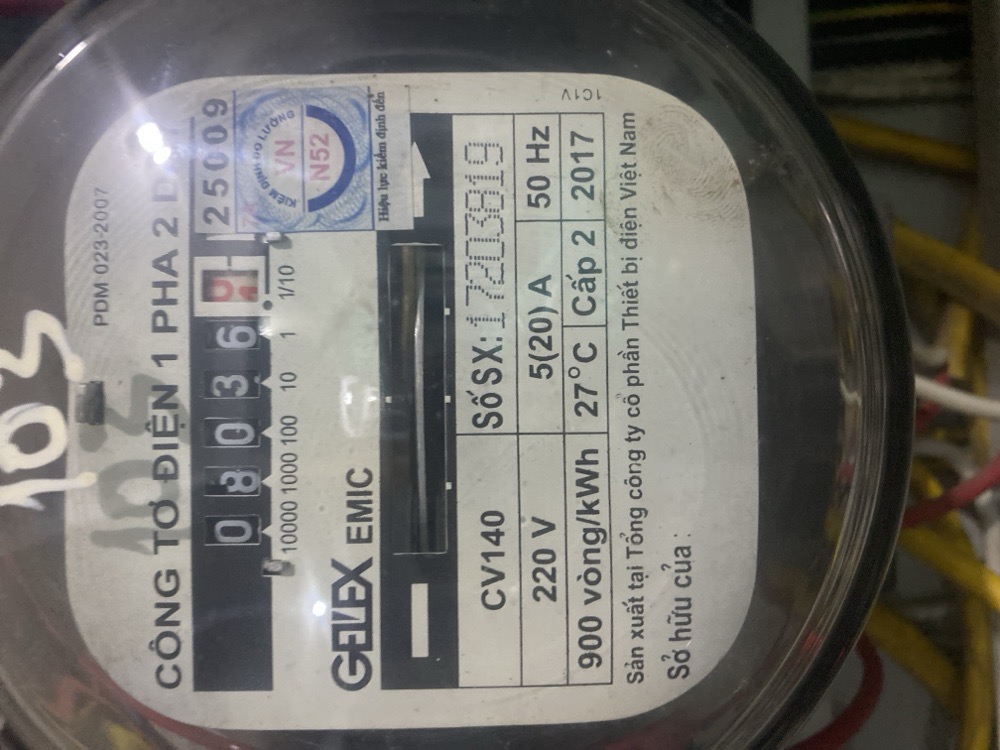 103
102
PDM 023-2007
CÔNG TƠ ĐIỆN 1 PHA 2 D
0 8 0 3 6
25009
10000 1000 100 10 1 1/10
KIỂM ĐỊNH ĐO LƯỜNG
VN
N52
Hiệu lực kiểm định đến
GELEX EMIC
CV140 Số SX: 17203819
220 V 5(20) A 50 Hz
900 vòng/kWh 27°C Cấp 2 2017
Sản xuất tại Tổng công ty cổ phần Thiết bị điện Việt Nam
Sở hữu của :
1C1V